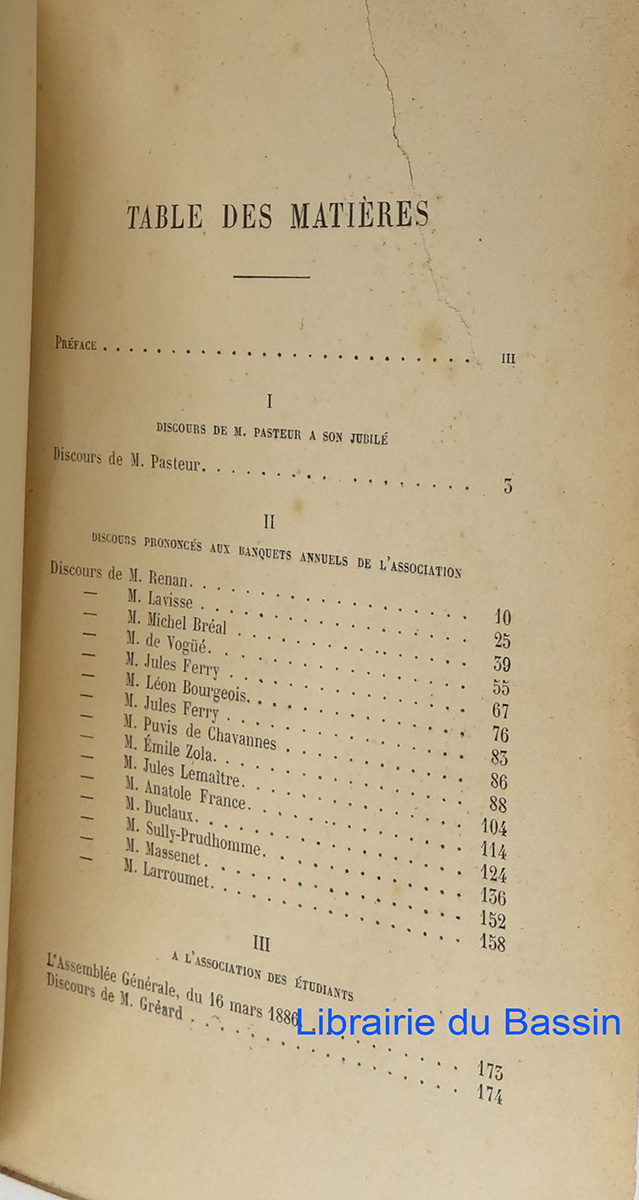 TABLE DES MATIÈRES
PRÉFACE . . . . . . . . . . . . . . . . . . . . . . . . . III
I
DISCOURS DE M. PASTEUR A SON JUBILÉ
Discours de M. Pasteur. . . . . . . . . . . . . . . . 3
II
DISCOURS PRONONCÉS AUX BANQUETS ANNUELS DE L'ASSOCIATION
Discours de M. Renan. . . . . . . . . . . . . . . . 10
— M. Lavisse . . . . . . . . . . . . . . . . 25
— M. Michel Bréal . . . . . . . . . . . . . . 39
— M. de Vogüé. . . . . . . . . . . . . . . . 55
— M. Jules Ferry . . . . . . . . . . . . . . . 67
— M. Léon Bourgeois. . . . . . . . . . . . . 76
— M. Jules Ferry . . . . . . . . . . . . . . . 83
— M. Puvis de Chavannes . . . . . . . . . . 86
— M. Émile Zola. . . . . . . . . . . . . . . . 88
— M. Jules Lemaître. . . . . . . . . . . . . . 104
— M. Anatole France. . . . . . . . . . . . . 114
— M. Duclaux. . . . . . . . . . . . . . . . . 124
— M. Sully-Prudhomme. . . . . . . . . . . . 136
— M. Massenet. . . . . . . . . . . . . . . . 152
— M. Larroumet. . . . . . . . . . . . . . . . 158
III
A L'ASSOCIATION DES ÉTUDIANTS
L'Assemblée Générale, du 16 mars 1886. . . . . . . 173
Discours de M. Gréard . . . . . . . . . . . . . . . 174
Librairie du Bassin